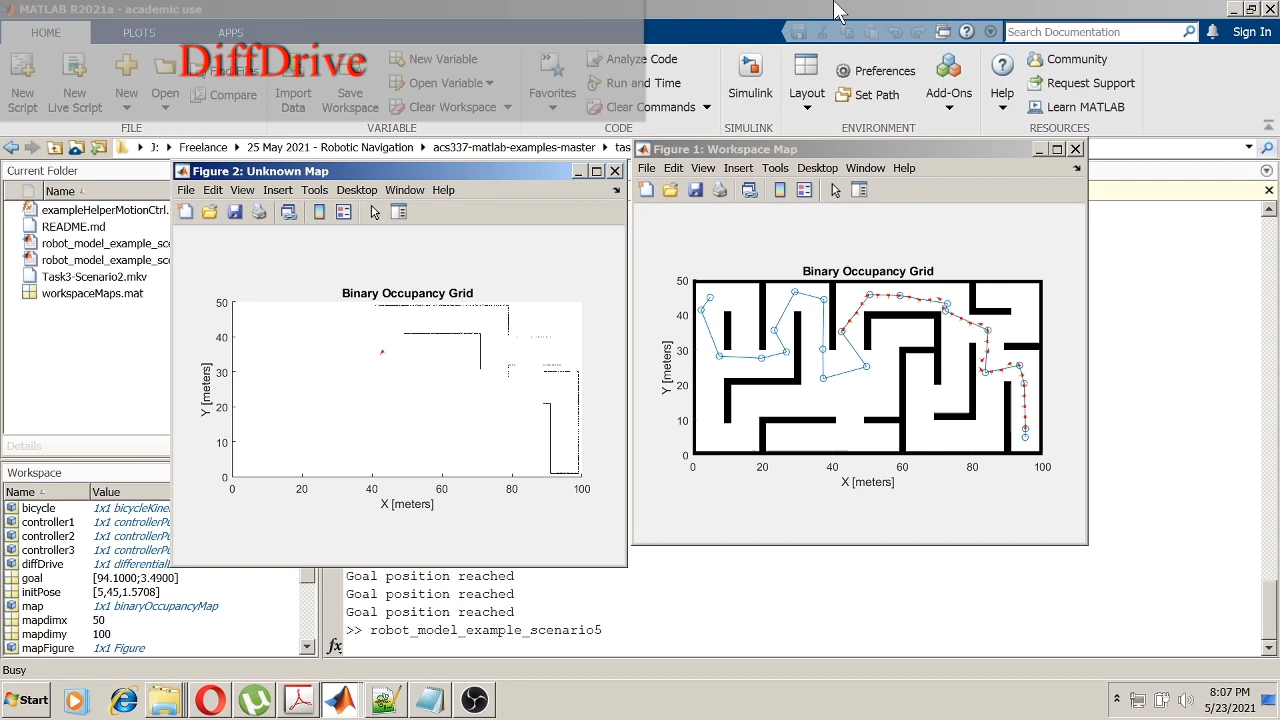 MATLAB R2021a - academic use
HOME PLOTS APPS
Search Documentation
Sign In
DiffDrive
New Script
New Live Script
New
Open
Find Files
Compare
Import Data
Save Workspace
New Variable
Open Variable
Clear Workspace
Favorites
Analyze Code
Run and Time
Clear Commands
Simulink
Layout
Preferences
Set Path
Add-Ons
Help
Community
Request Support
Learn MATLAB
FILE VARIABLE CODE SIMULINK ENVIRONMENT RESOURCES
J: Freelance 25 May 2021 - Robotic Navigation acs337-matlab-examples-master tas
Current Folder
Name
exampleHelperMotionCtrl.
README.md
robot_model_example_sc
robot_model_example_sc
Task3-Scenario2.mkv
workspaceMaps.mat
Details
Workspace
Name Value
bicycle 1x1 bicycleKine
controller1 1x1 controllerPu
controller2 1x1 controllerPu
controller3 1x1 controllerPu
diffDrive 1x1 differentiali
goal [94.1000;3.4900]
initPose [5,45,1.5708]
map 1x1 binaryOccupancyMap
mapdimx 50
mapdimy 100
mapFigure 1x1 Figure
Figure 2: Unknown Map
File Edit View Insert Tools Desktop Window Help
Binary Occupancy Grid
50
40
30
20
10
0
Y [meters]
0 20 40 60 80 100
X [meters]
Figure 1: Workspace Map
File Edit View Insert Tools Desktop Window Help
Binary Occupancy Grid
50
40
30
20
10
0
Y [meters]
0 20 40 60 80 100
X [meters]
Goal position reached
Goal position reached
Goal position reached
>> robot_model_example_scenario5
fx
Busy
Start
8:07 PM
5/23/2021